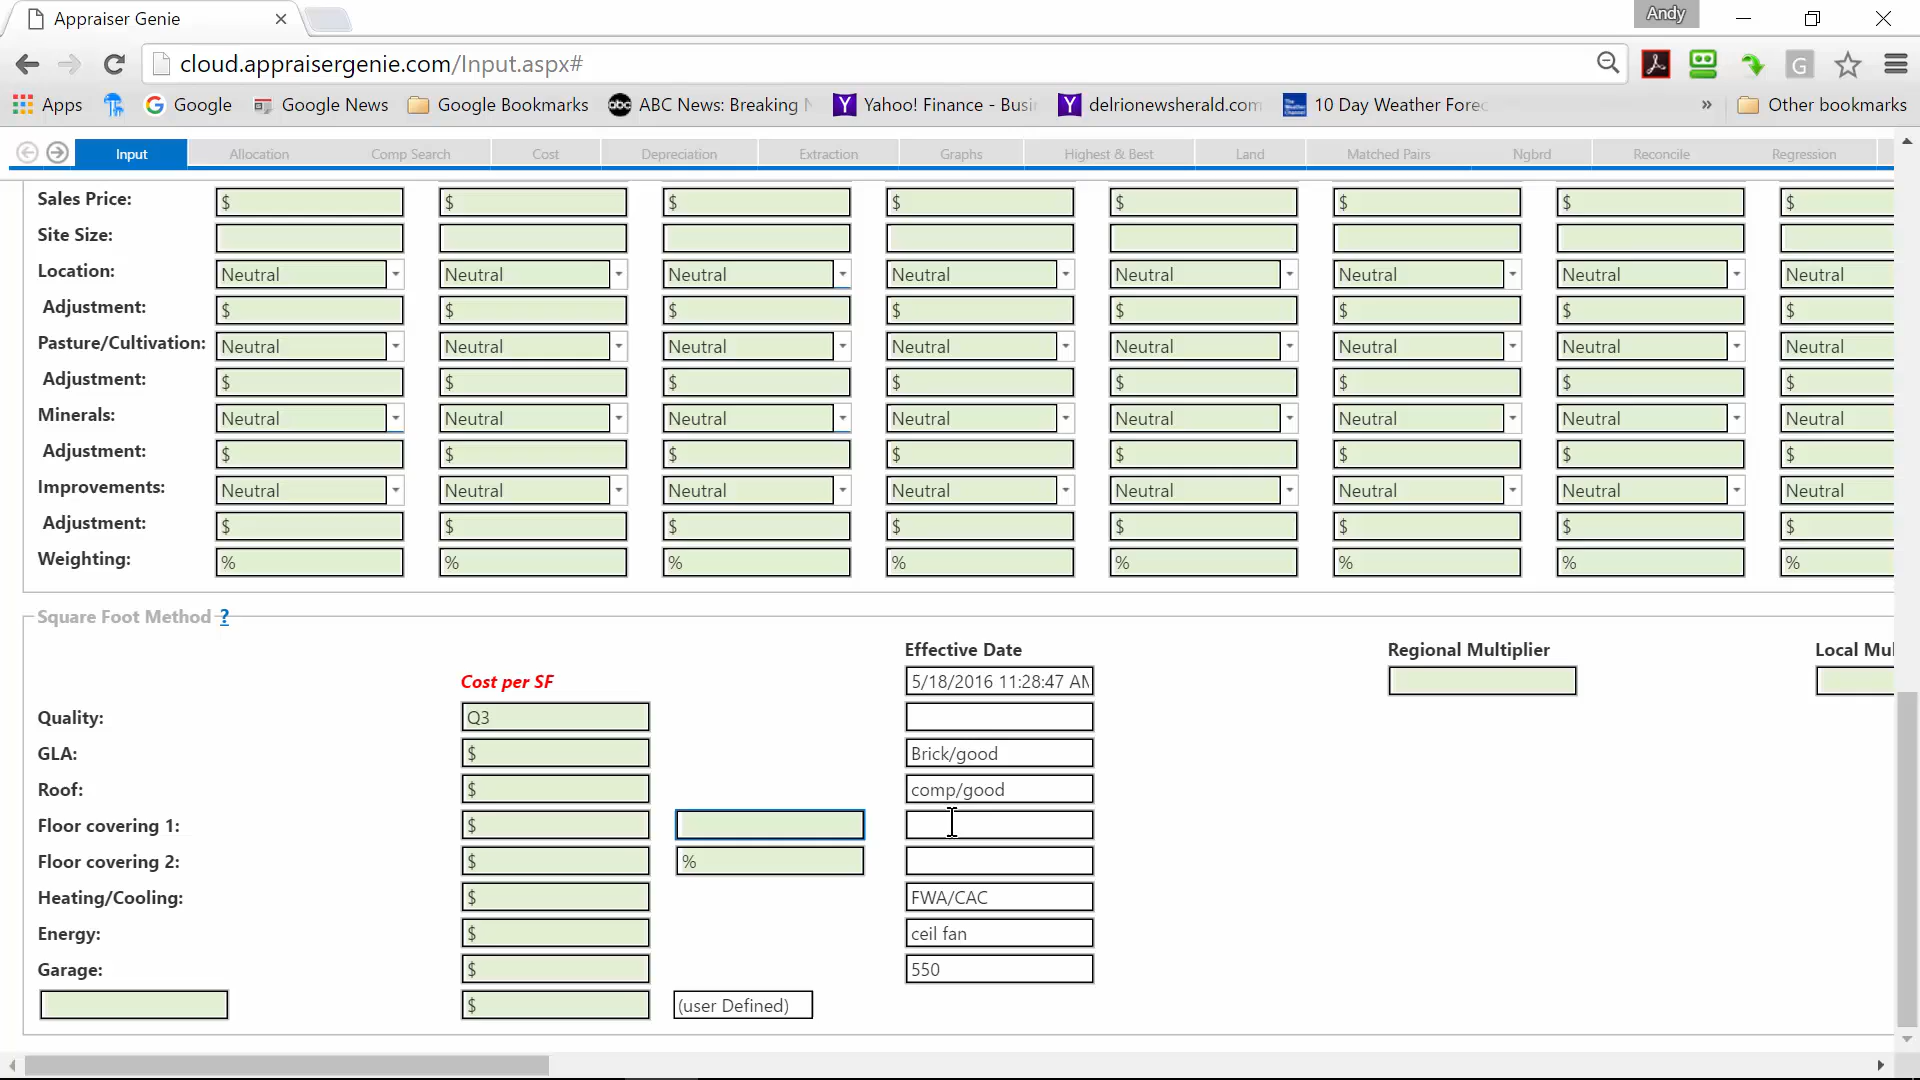 Appraiser Genie
Andy
cloud.appraisergenie.com/Input.aspx#
Apps Google Google News Google Bookmarks abc ABC News: Breaking Yahoo! Finance - Busi delrionewsherald.com 10 Day Weather Forec » Other bookmarks
Input Allocation Comp Search Cost Depreciation Extraction Graphs Highest & Best Land Matched Pairs Ngbrd Reconcile Regression
Sales Price: $ $ $ $ $ $ $ $
Site Size:
Location: Neutral Neutral Neutral Neutral Neutral Neutral Neutral Neutral
Adjustment: $ $ $ $ $ $ $ $
Pasture/Cultivation: Neutral Neutral Neutral Neutral Neutral Neutral Neutral Neutral
Adjustment: $ $ $ $ $ $ $ $
Minerals: Neutral Neutral Neutral Neutral Neutral Neutral Neutral Neutral
Adjustment: $ $ $ $ $ $ $ $
Improvements: Neutral Neutral Neutral Neutral Neutral Neutral Neutral Neutral
Adjustment: $ $ $ $ $ $ $ $
Weighting: % % % % % % % %
Square Foot Method ?
Effective Date Regional Multiplier Local Mul
Cost per SF 5/18/2016 11:28:47 AM
Quality: Q3
GLA: $ Brick/good
Roof: $ comp/good
Floor covering 1: $
Floor covering 2: $ %
Heating/Cooling: $ FWA/CAC
Energy: $ ceil fan
Garage: $ 550
$ (user Defined)